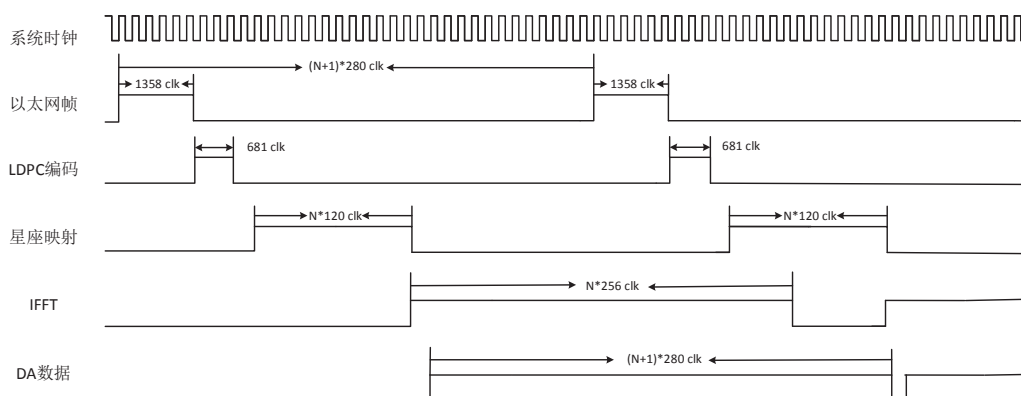 系统时钟
(N+1)*280 clk
1358 clk
1358 clk
以太网帧
681 clk
681 clk
LDPC编码
N*120 clk
N*120 clk
星座映射
N*256 clk
IFFT
(N+1)*280 clk
DA数据